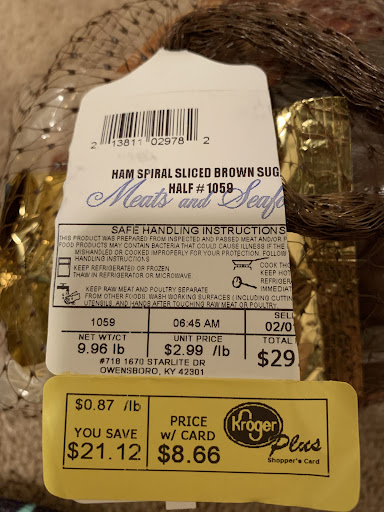 2 13811 02978 2
HAM SPIRAL SLICED BROWN SUG
HALF # 1059
Meats and Seafo
SAFE HANDLING INSTRUCTIONS
THIS PRODUCT WAS PREPARED FROM INSPECTED AND PASSED MEAT AND/OR P
FOOD PRODUCTS MAY CONTAIN BACTERIA THAT COULD CAUSE ILLNESS IF THE
MISHANDLED OR COOKED IMPROPERLY FOR YOUR PROTECTION, FOLLOW
HANDLING INSTRUCTIONS
KEEP REFRIGERATED OR FROZEN
THAW IN REFRIGERATOR OR MICROWAVE
COOK THO
KEEP HOT
REFRIGER
IMMEDIAT
KEEP RAW MEAT AND POULTRY SEPARATE
FROM OTHER FOODS. WASH WORKING SURFACES ( INCLUDING CUTTIN
UTENSILS, AND HANDS AFTER TOUCHING RAW MEAT OR POULTRY
1059 06:45 AM SELL
02/0
NET WT/CT UNIT PRICE TOTAL
9.96 lb $2.99 /lb $29
#718 1670 STARLITE DR
OWENSBORO, KY 42301
$0.87 /lb
YOU SAVE
$21.12
PRICE
w/ CARD
$8.66
Kroger
Plus
Shopper's Card